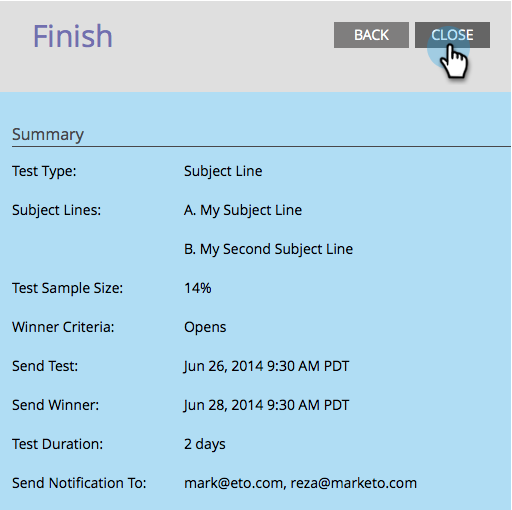 Finish
BACK
CLOSE
Summary
Test Type: Subject Line
Subject Lines: A. My Subject Line
B. My Second Subject Line
Test Sample Size: 14%
Winner Criteria: Opens
Send Test: Jun 26, 2014 9:30 AM PDT
Send Winner: Jun 28, 2014 9:30 AM PDT
Test Duration: 2 days
Send Notification To: mark@eto.com, reza@marketo.com